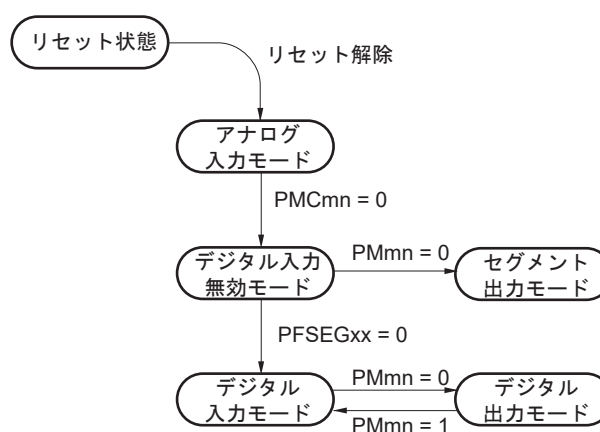 リセット状態
リセット解除
アナログ
入力モード
PMCmn = 0
デジタル入力
無効モード
PMmn = 0
セグメント
出力モード
PFSEGxx = 0
デジタル
入力モード
PMmn = 0
PMmn = 1
デジタル
出力モード